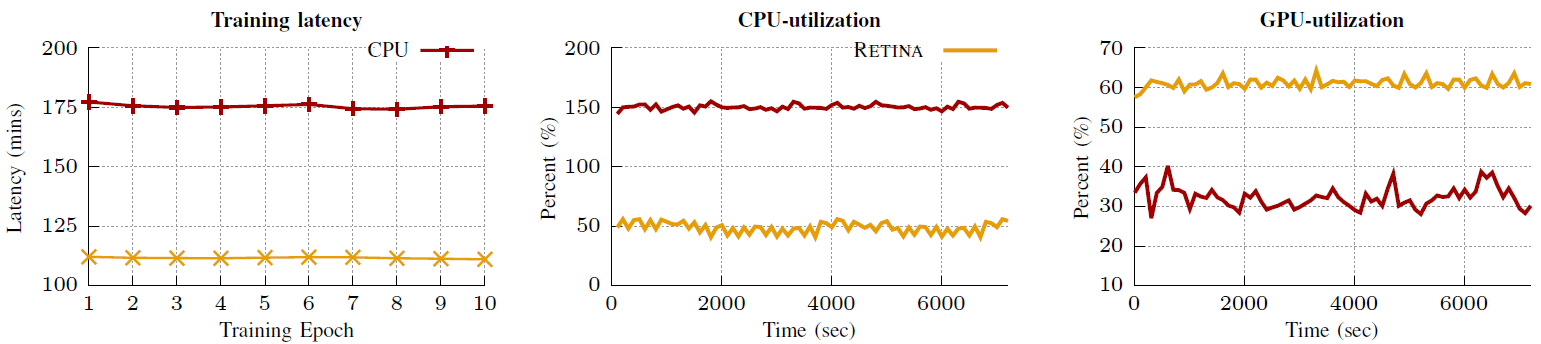 Training latency
CPU
200
175
150
125
100
Latency (mins)
1 2 3 4 5 6 7 8 9 10
Training Epoch
CPU-utilization
RETINA
200
150
100
50
0
Percent (%)
0 2000 4000 6000
Time (sec)
GPU-utilization
70
60
50
40
30
20
10
Percent (%)
0 2000 4000 6000
Time (sec)